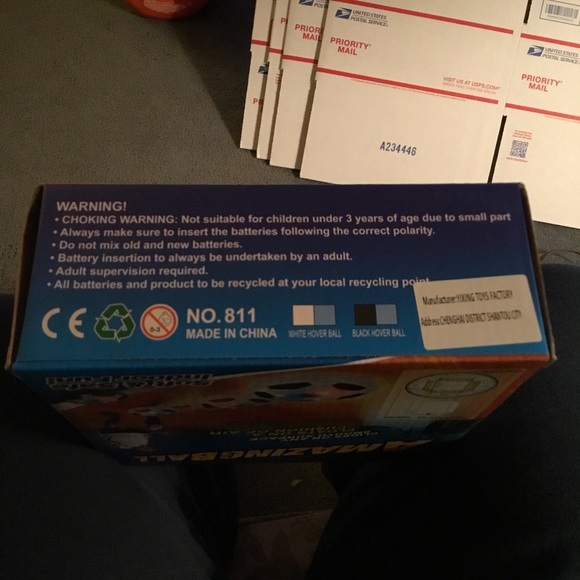 UNITED STATES
POSTAL SERVICE
PRIORITY
MAIL
VISIT US AT USPS.COM
A234446
UNITED STATES
POSTAL SERVICE
PRIORITY
MAIL
PRIORITY
MAIL
WARNING!
• CHOKING WARNING: Not suitable for children under 3 years of age due to small part
• Always make sure to insert the batteries following the correct polarity.
• Do not mix old and new batteries.
• Battery insertion to always be undertaken by an adult.
• Adult supervision required.
• All batteries and product to be recycled at your local recycling point
CE
0-3
NO. 811
MADE IN CHINA
WHITE HOVER BALL
BLACK HOVER BALL
Manufacturer: YIXING TOYS FACTORY
Address: CHENGHAI DISTRICT SHANTOU CITY
AMAZINGBALL